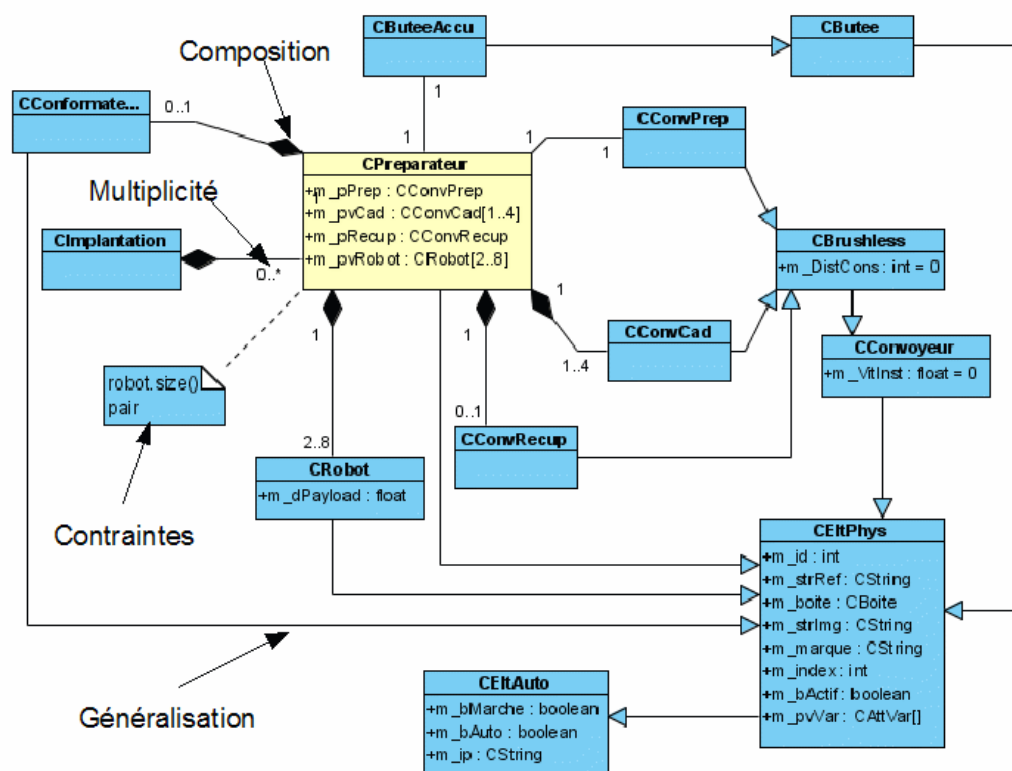 CButeeAccu
CButee
Composition
CConformate...
0..1
1
1
1
1
CConvPrep
CPreparateur
+m_pPrep : CConvPrep
+m_pvCad : CConvCad[1..4]
+m_pRecup : CConvRecup
+m_pvRobot : CRobot[2..8]
Multiplicité
CImplantation
0..*
CBrushless
+m_DistCons : int = 0
1
1
1
CConvCad
1..4
CConvoyeur
+m_VitInst : float = 0
robot.size()
pair
0..1
CConvRecup
2..8
CRobot
+m_dPayload : float
Contraintes
CEltPhys
+m_id : int
+m_strRef : CString
+m_boite : CBoite
+m_strImg : CString
+m_marque : CString
+m_index : int
+m_bActif : boolean
+m_pvVar : CAttVar[]
Généralisation
CEltAuto
+m_bMarche : boolean
+m_bAuto : boolean
+m_ip : CString